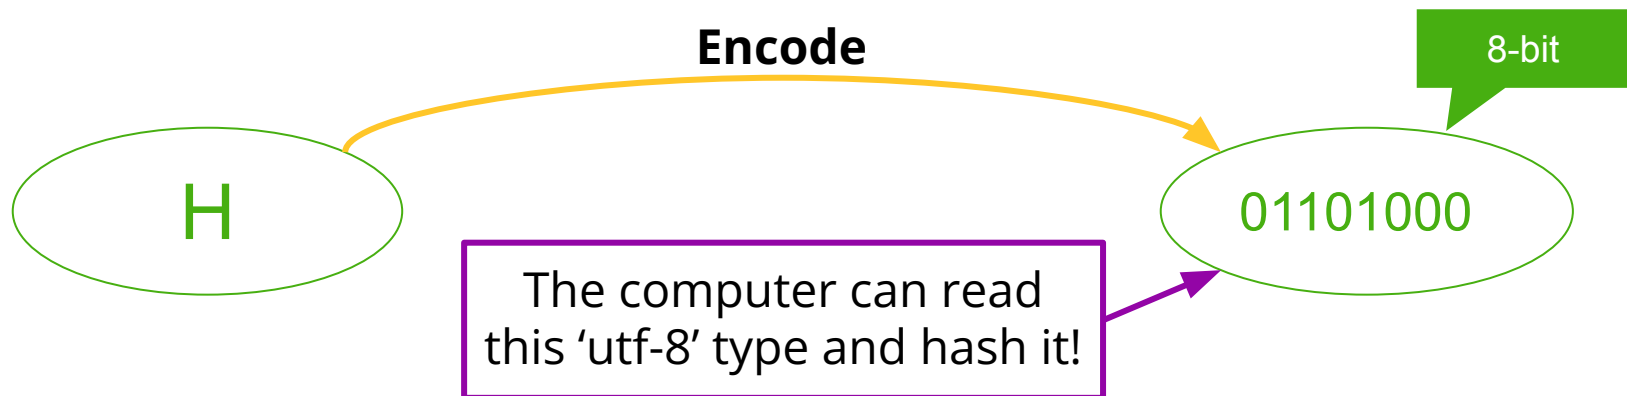 Encode
8-bit
H
01101000
The computer can read
this ‘utf-8’ type and hash it!